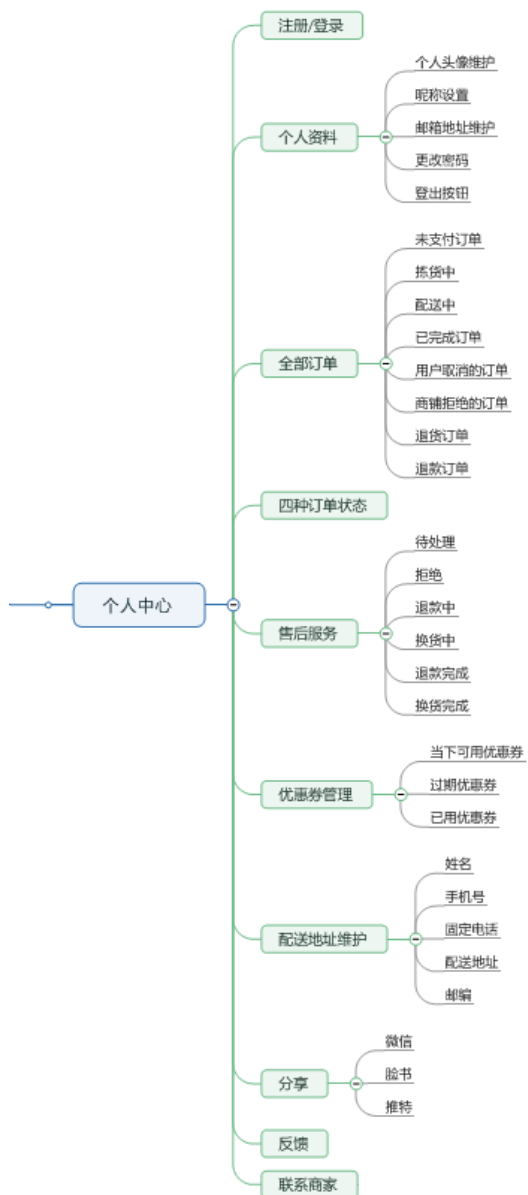 注册/登录
个人头像维护
昵称设置
邮箱地址维护
个人资料
更改密码
登出按钮
未支付订单
拣货中
配送中
已完成订单
全部订单
用户取消的订单
商铺拒绝的订单
退货订单
退款订单
四种订单状态
待处理
拒绝
退款中
个人中心
售后服务
换货中
退款完成
换货完成
当下可用优惠券
过期优惠券
优惠券管理
已用优惠券
姓名
手机号
固定电话
配送地址维护
配送地址
邮编
微信
脸书
分享
推特
反馈
联系商家